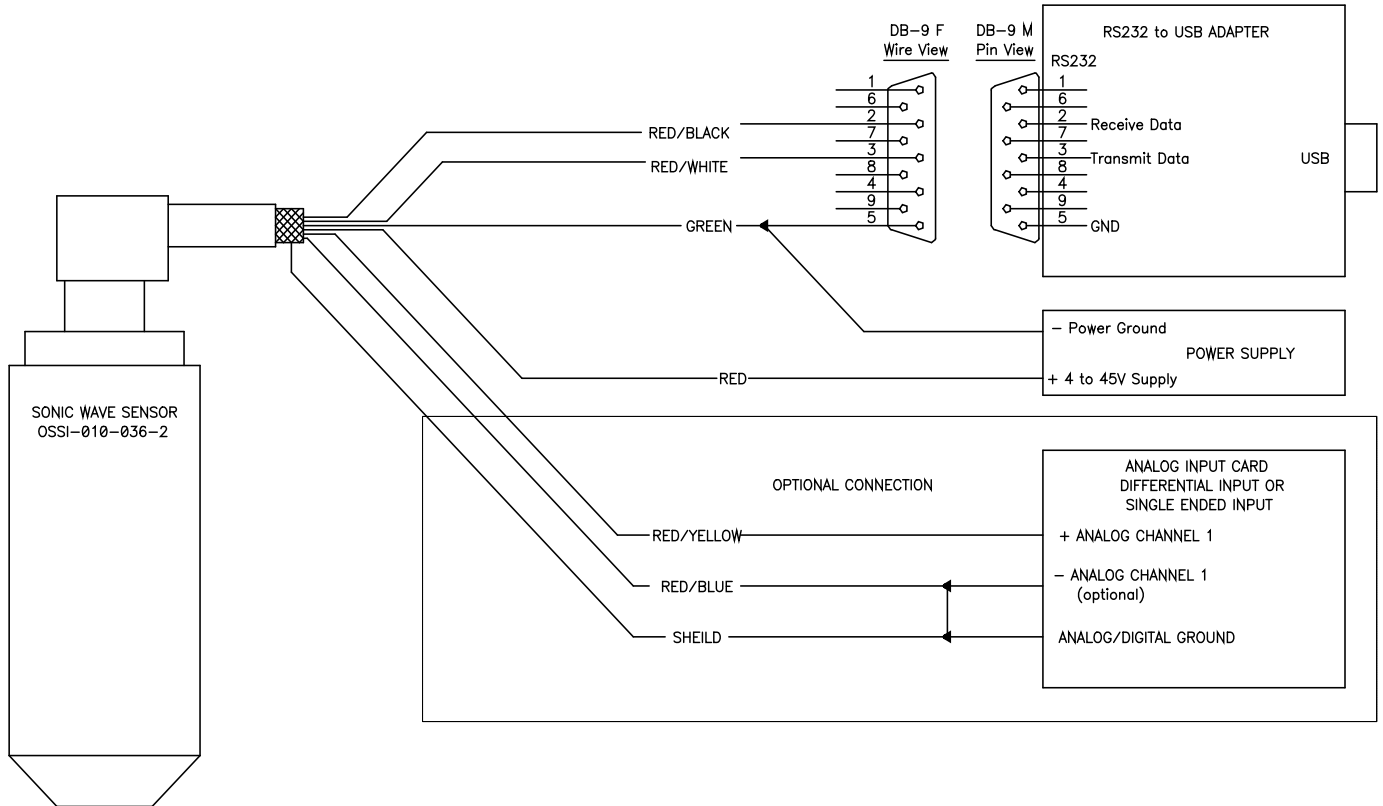 DB-9 F
Wire View
DB-9 M
Pin View
RS232 to USB ADAPTER
RS232
1
6
2
7
3
8
4
9
5
1
6
2
7
3
8
4
9
5
Receive Data
Transmit Data
GND
USB
RED/BLACK
RED/WHITE
GREEN
RED
- Power Ground
POWER SUPPLY
+ 4 to 45V Supply
SONIC WAVE SENSOR
OSSI-010-036-2
OPTIONAL CONNECTION
ANALOG INPUT CARD
DIFFERENTIAL INPUT OR
SINGLE ENDED INPUT
RED/YELLOW
+ ANALOG CHANNEL 1
RED/BLUE
- ANALOG CHANNEL 1
(optional)
SHEILD
ANALOG/DIGITAL GROUND